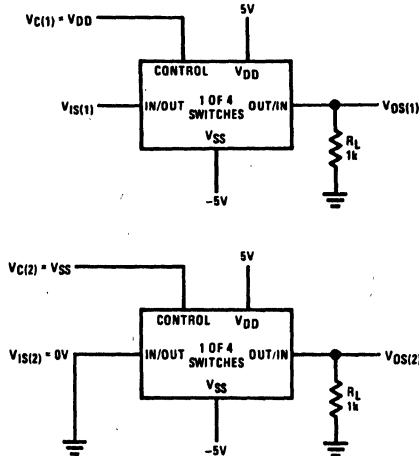 VC(1) = VDD
5V
CONTROL VDD
VIS(1)
IN/OUT 1 OF 4 SWITCHES OUT/IN
VOS(1)
VSS
RL
1k
-5V
VC(2) = VSS
5V
CONTROL VDD
VIS(2) = 0V
IN/OUT 1 OF 4 SWITCHES OUT/IN
VOS(2)
VSS
RL
1k
-5V